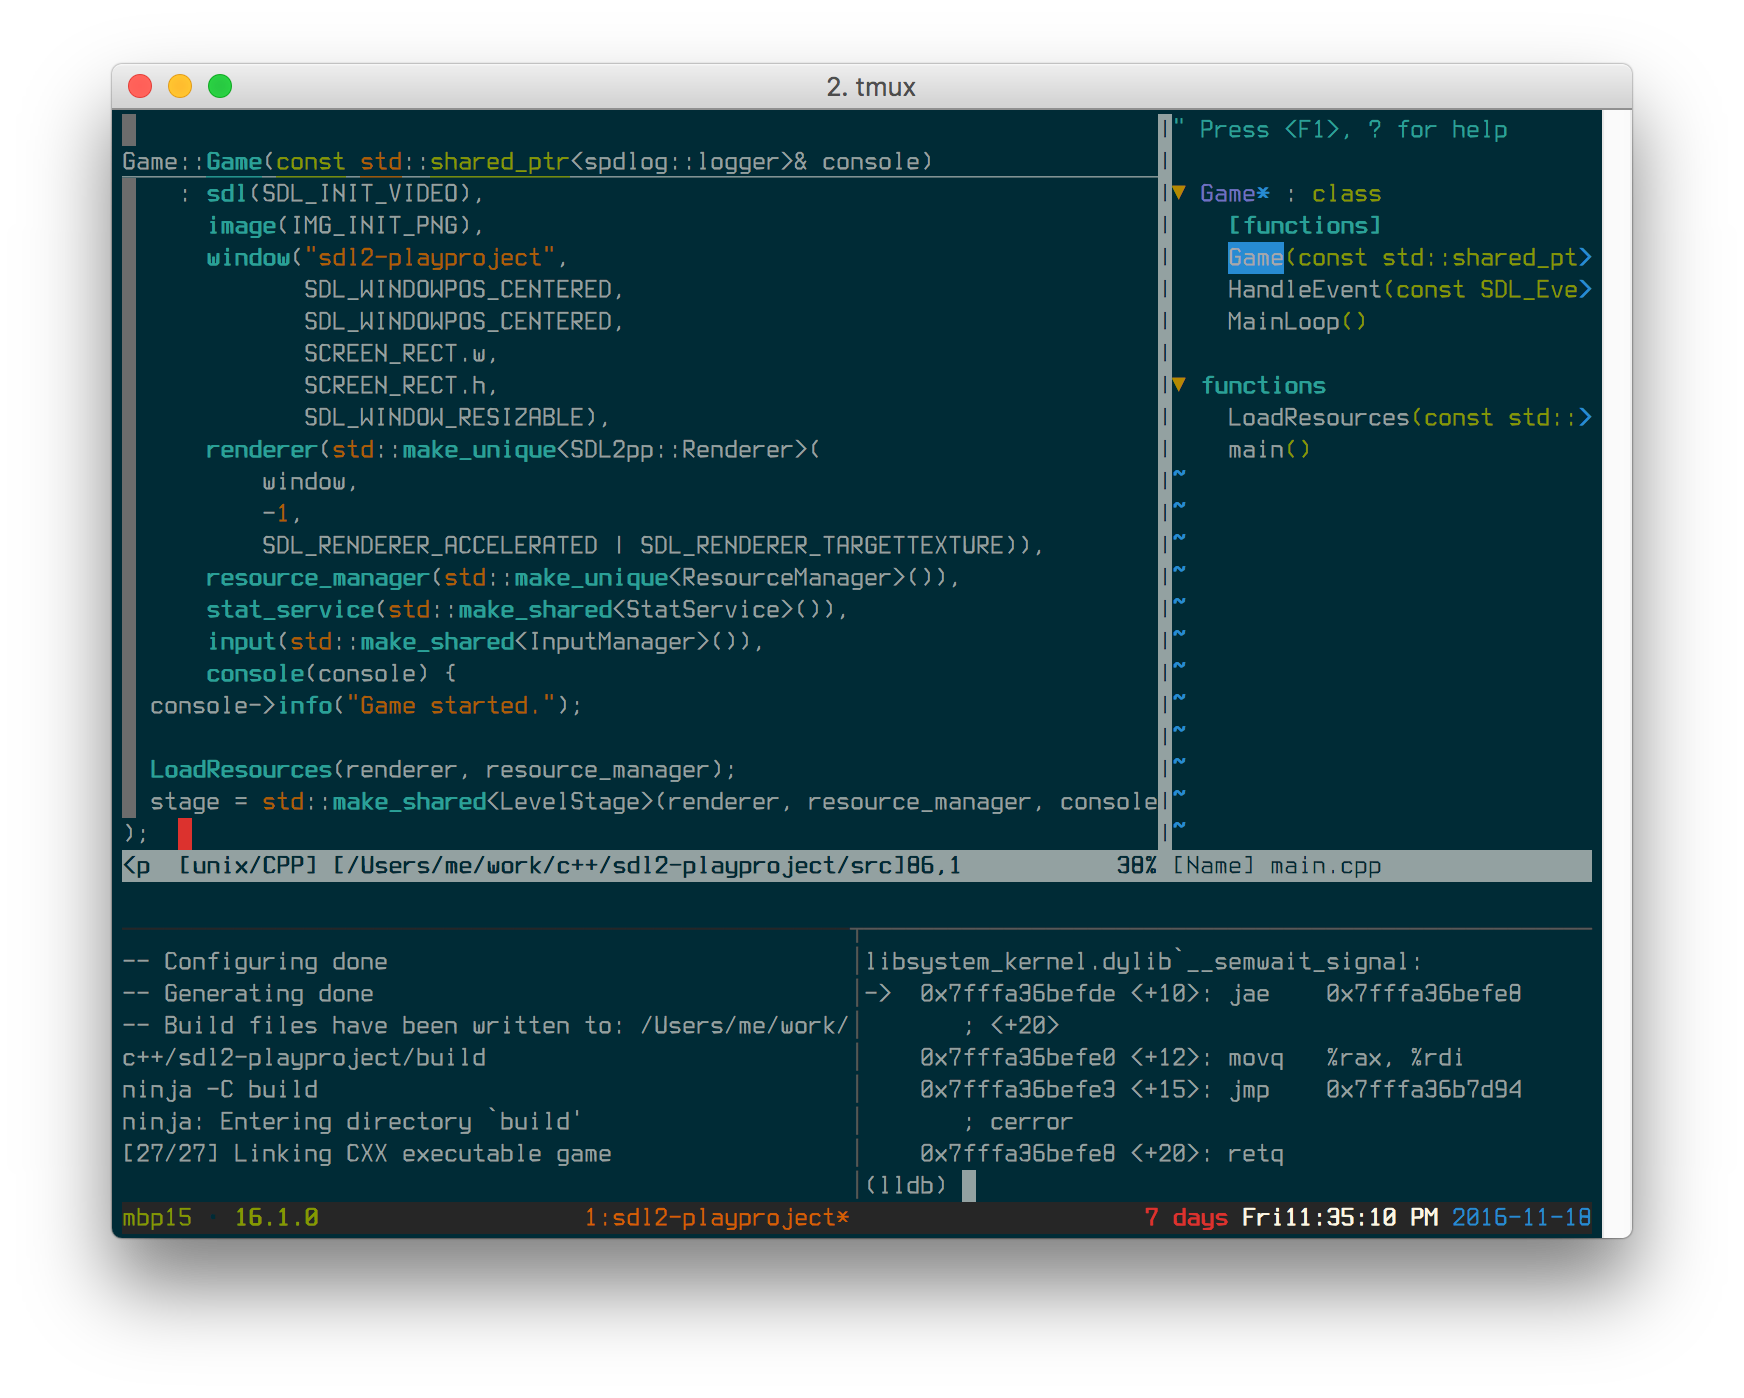 2. tmux
Game::Game(const std::shared_ptr<spdlog::logger>& console)
: sdl(SDL_INIT_VIDEO),
image(IMG_INIT_PNG),
window("sdl2-playproject",
SDL_WINDOWPOS_CENTERED,
SDL_WINDOWPOS_CENTERED,
SCREEN_RECT.w,
SCREEN_RECT.h,
SDL_WINDOW_RESIZABLE),
renderer(std::make_unique<SDL2pp::Renderer>(
window,
-1,
SDL_RENDERER_ACCELERATED | SDL_RENDERER_TARGETTEXTURE)),
resource_manager(std::make_unique<ResourceManager>()),
stat_service(std::make_shared<StatService>()),
input(std::make_shared<InputManager>()),
console(console) {
console->info("Game started.");
LoadResources(renderer, resource_manager);
stage = std::make_shared<LevelStage>(renderer, resource_manager, console
);
<p  [unix/CPP] [/Users/me/work/c++/sdl2-playproject/src]86,1 38%
" Press <F1>, ? for help
▼ Game* : class
[functions]
Game(const std::shared_pt>
HandleEvent(const SDL_Eve>
MainLoop()
▼ functions
LoadResources(const std::>
main()
~
~
~
~
~
~
~
~
~
~
~
~
[Name] main.cpp
-- Configuring done
-- Generating done
-- Build files have been written to: /Users/me/work/
c++/sdl2-playproject/build
ninja -C build
ninja: Entering directory `build'
[27/27] Linking CXX executable game
libsystem_kernel.dylib`__semwait_signal:
->  0x7fffa36befde <+10>: jae    0x7fffa36befe8
; <+20>
0x7fffa36befe0 <+12>: movq   %rax, %rdi
0x7fffa36befe3 <+15>: jmp    0x7fffa36b7d94
; cerror
0x7fffa36befe8 <+20>: retq
(lldb)
mbp15 · 16.1.0 1:sdl2-playproject* 7 days Fri11:35:10 PM 2016-11-18